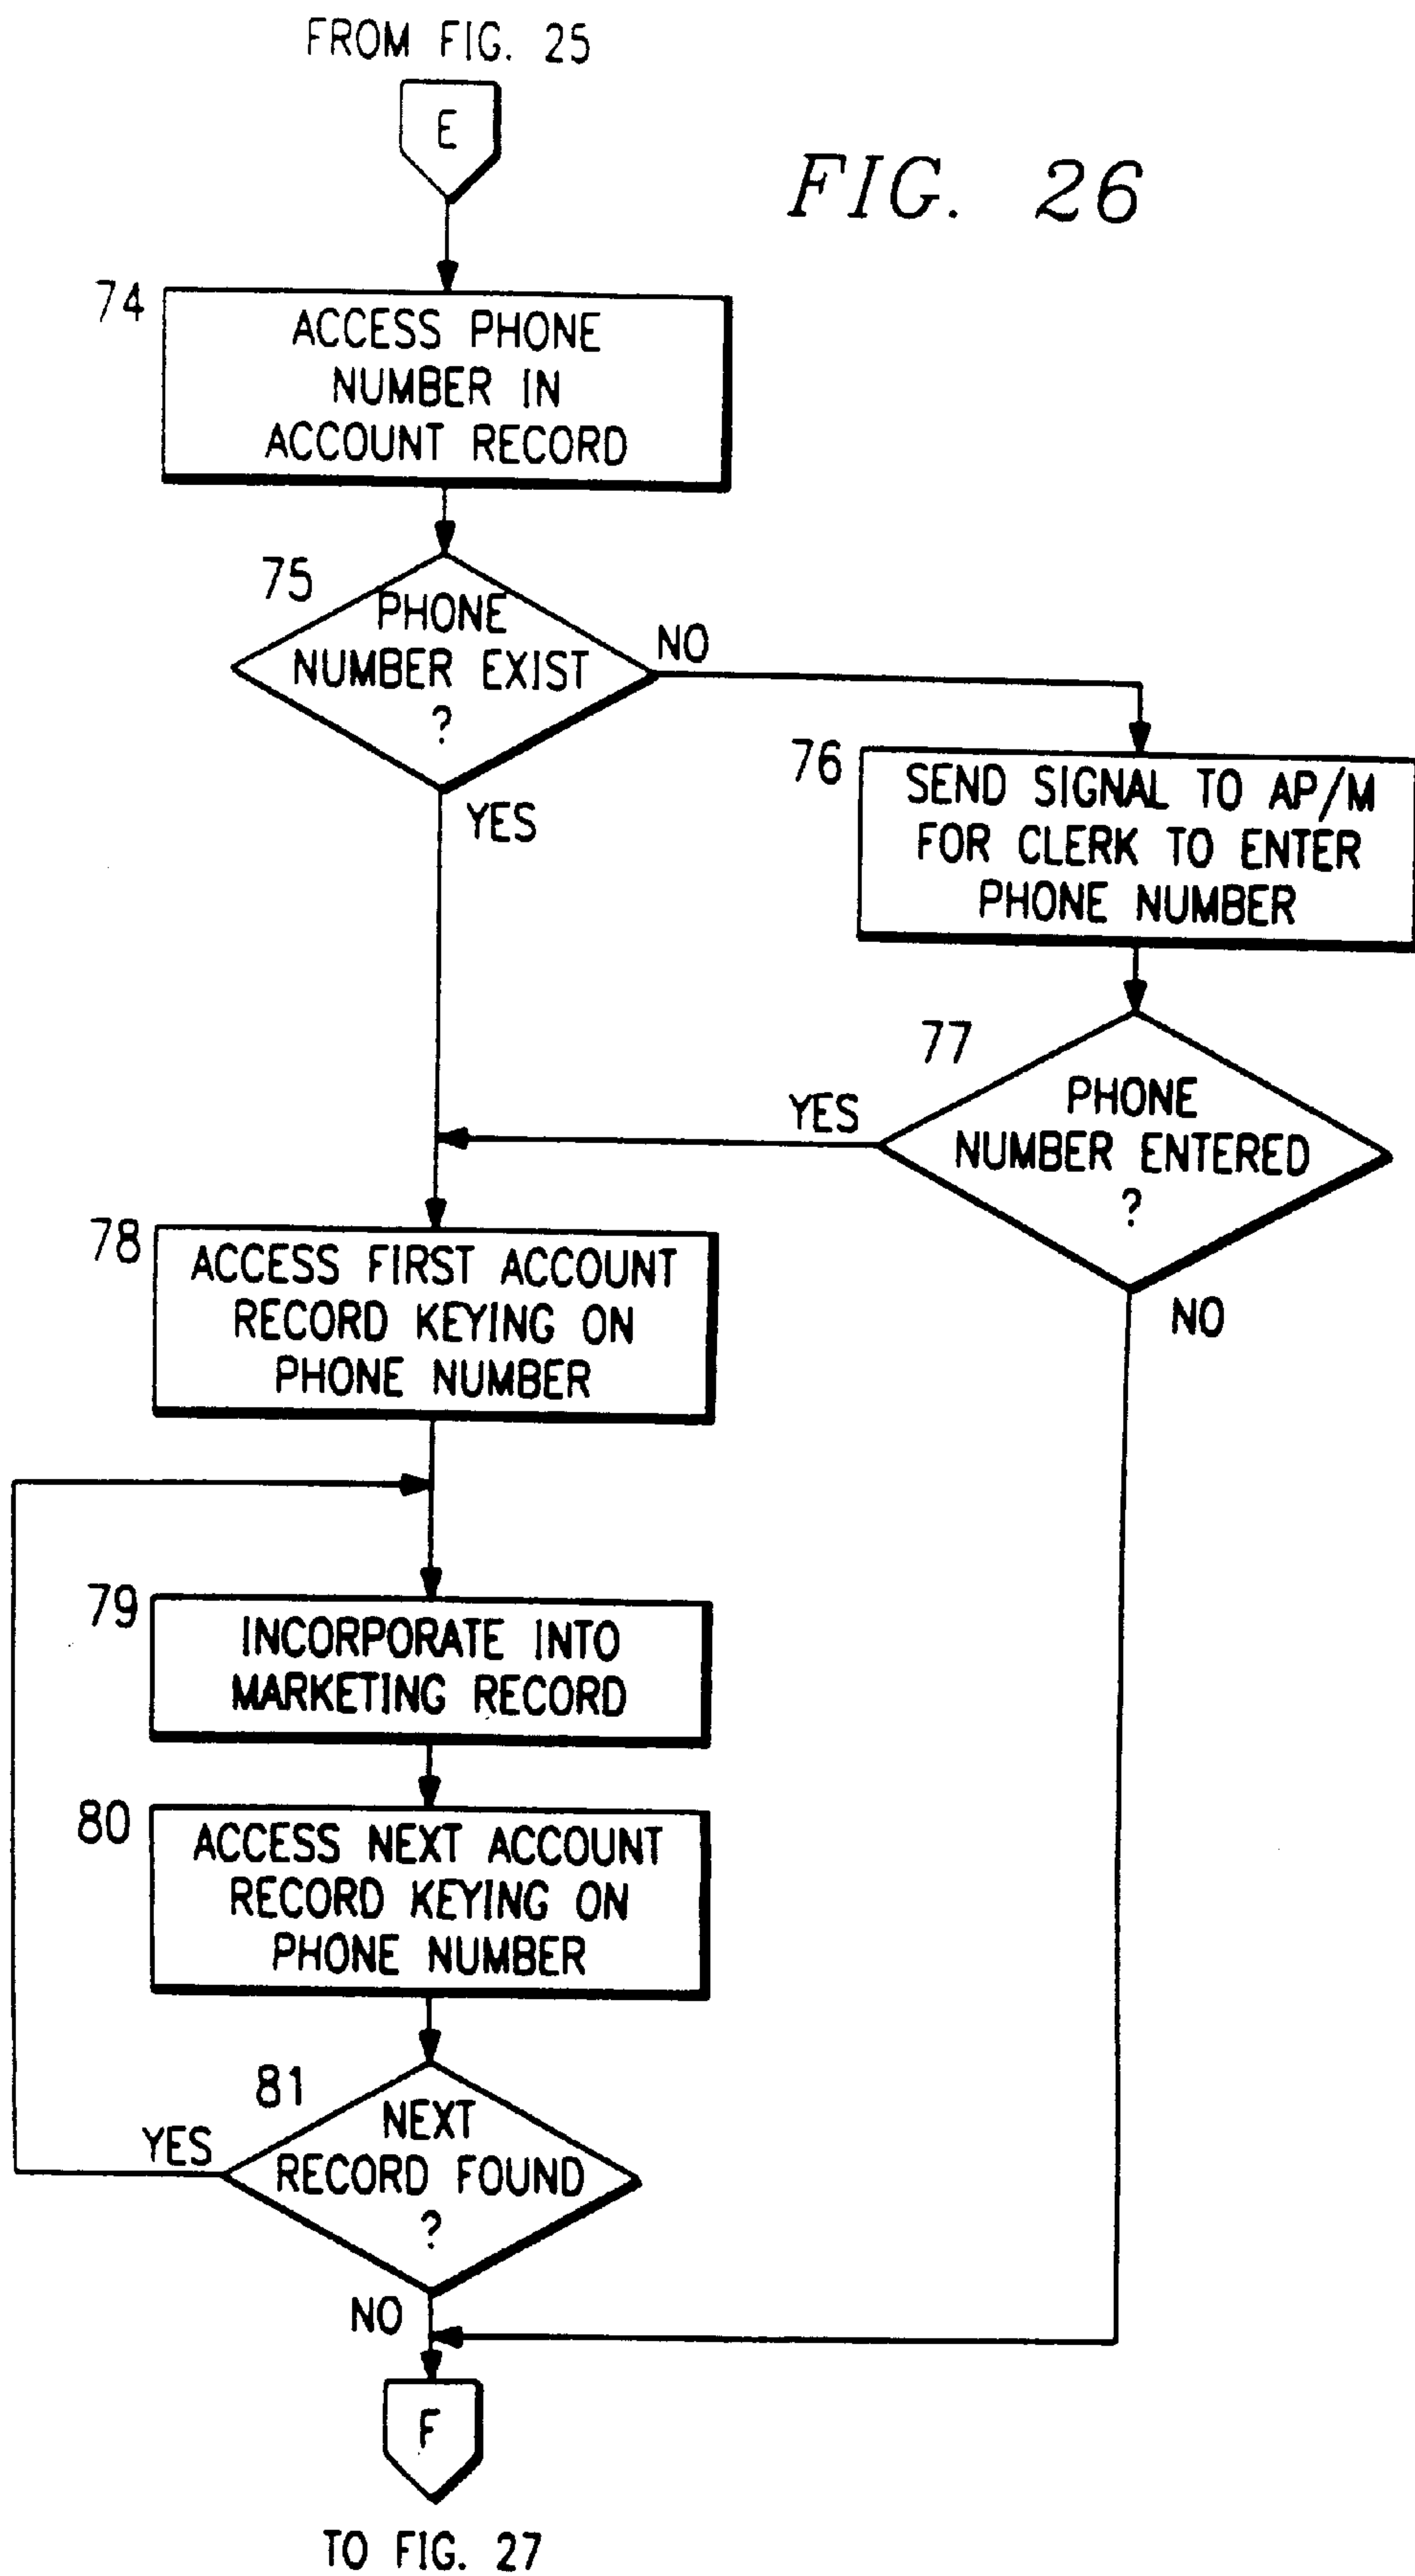 FROM FIG. 25
E
FIG. 26
74
ACCESS PHONE
NUMBER IN
ACCOUNT RECORD
75
PHONE
NUMBER EXIST
?
NO
YES
76
SEND SIGNAL TO AP/M
FOR CLERK TO ENTER
PHONE NUMBER
77
PHONE
NUMBER ENTERED
?
YES
NO
78
ACCESS FIRST ACCOUNT
RECORD KEYING ON
PHONE NUMBER
79
INCORPORATE INTO
MARKETING RECORD
80
ACCESS NEXT ACCOUNT
RECORD KEYING ON
PHONE NUMBER
81
NEXT
RECORD FOUND
?
YES
NO
F
TO FIG. 27